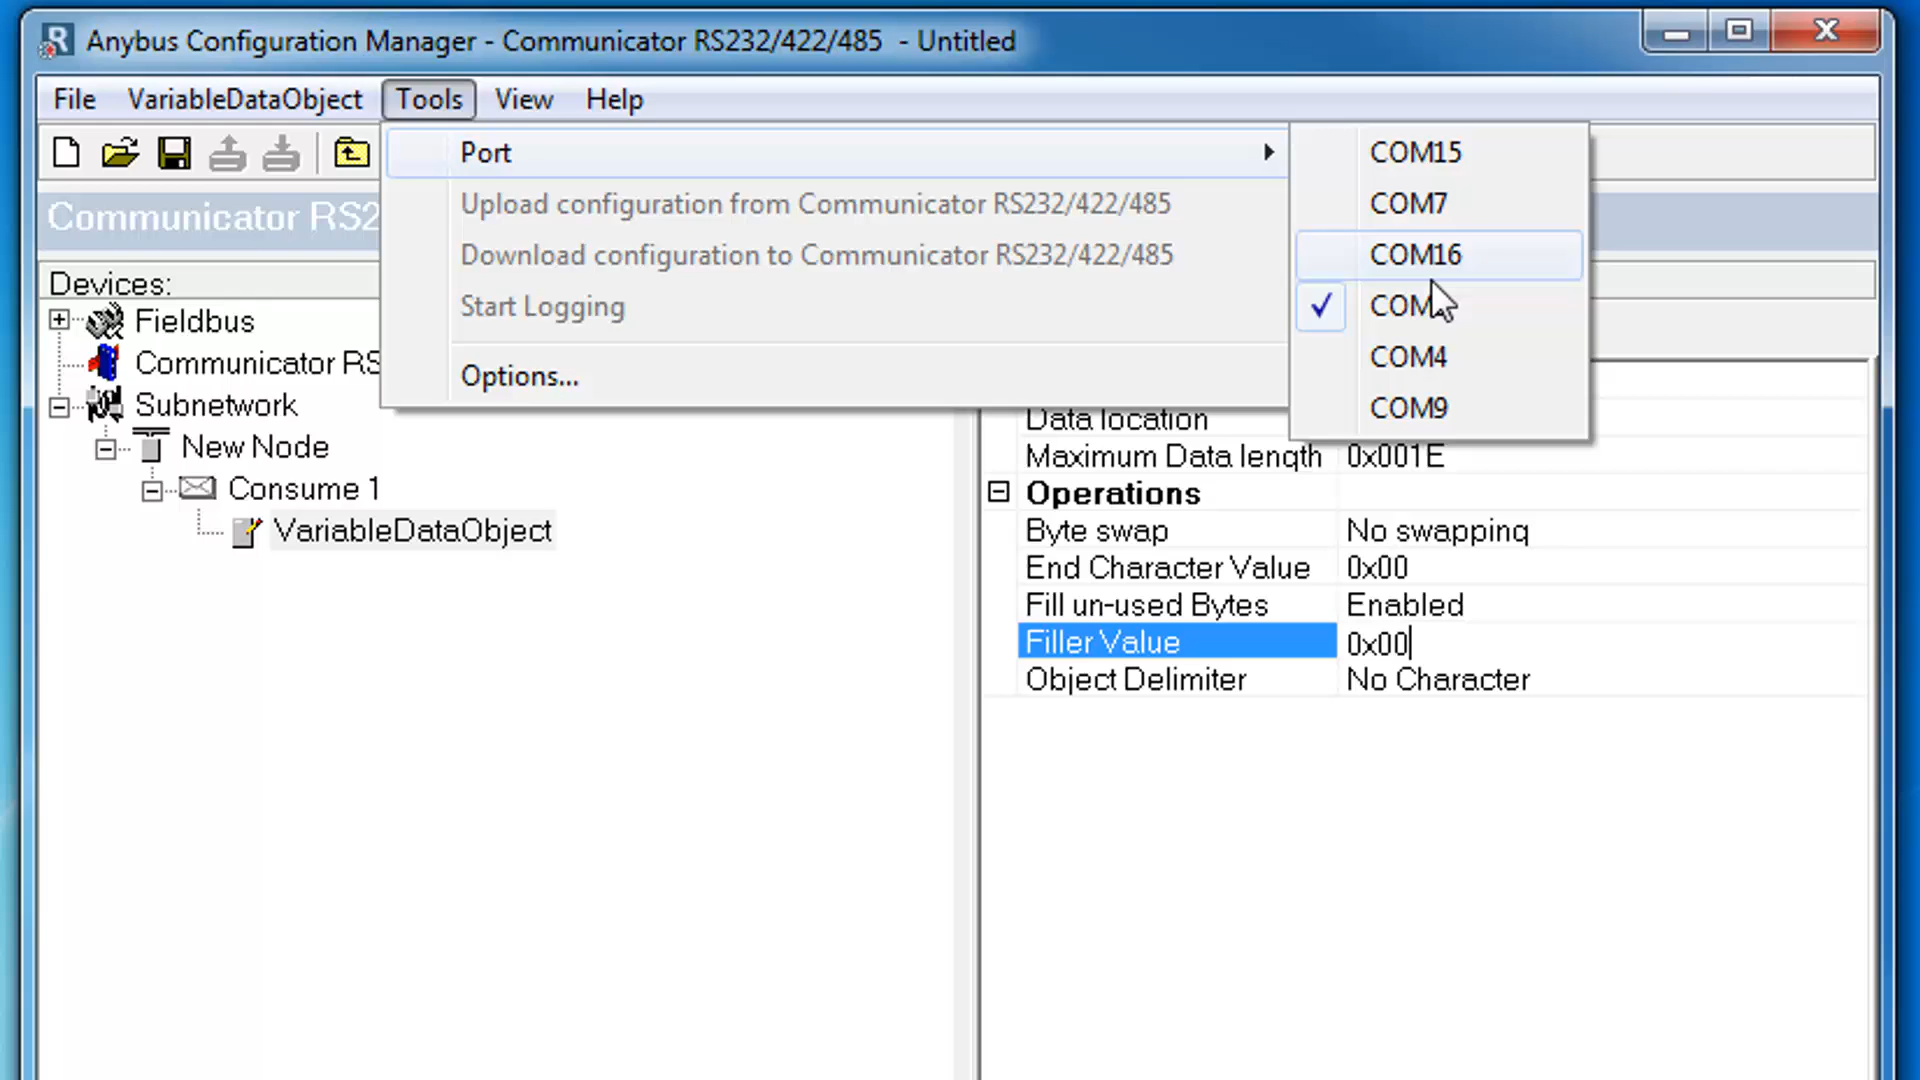 Anybus Configuration Manager - Communicator RS232/422/485 - Untitled
File VariableDataObject Tools View Help
Port
Upload configuration from Communicator RS232/422/485
Download configuration to Communicator RS232/422/485
Start Logging
Options...
COM15
COM7
COM16
COM
COM4
COM9
Communicator RS2
Devices:
Fieldbus
Communicator RS
Subnetwork
New Node
Consume 1
VariableDataObject
Data location
Maximum Data length 0x001E
Operations
Byte swap No swapping
End Character Value 0x00
Fill un-used Bytes Enabled
Filler Value 0x00
Object Delimiter No Character